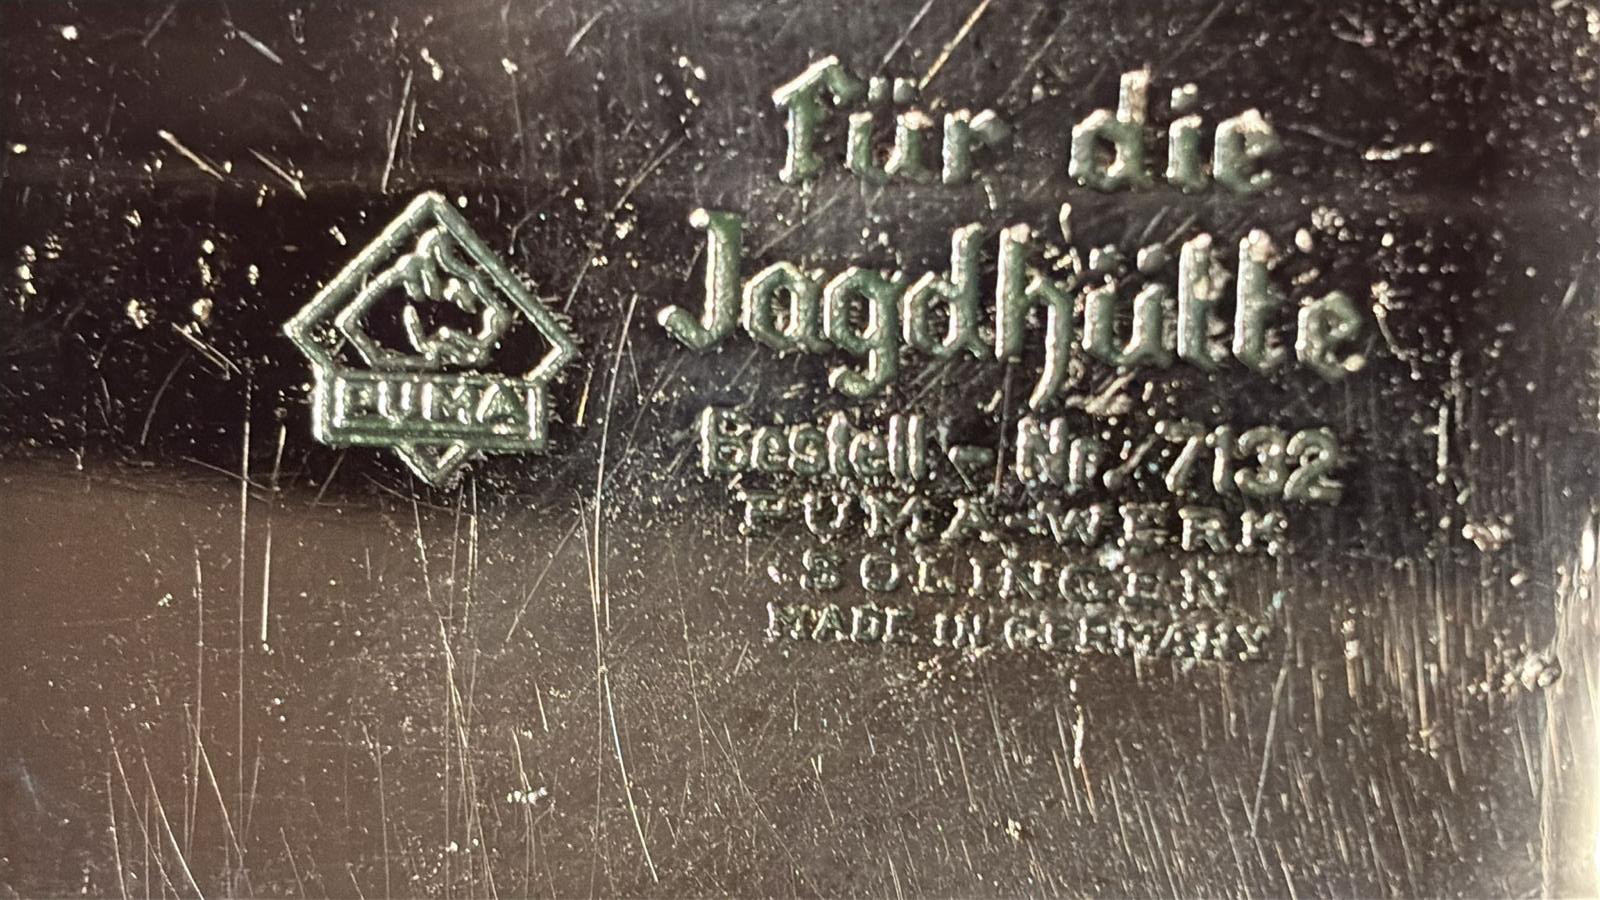 PUMA
für die
Jagdhütte
Bestell-Nr. 7132
PUMA-WERK
SOLINGEN
MADE IN GERMANY